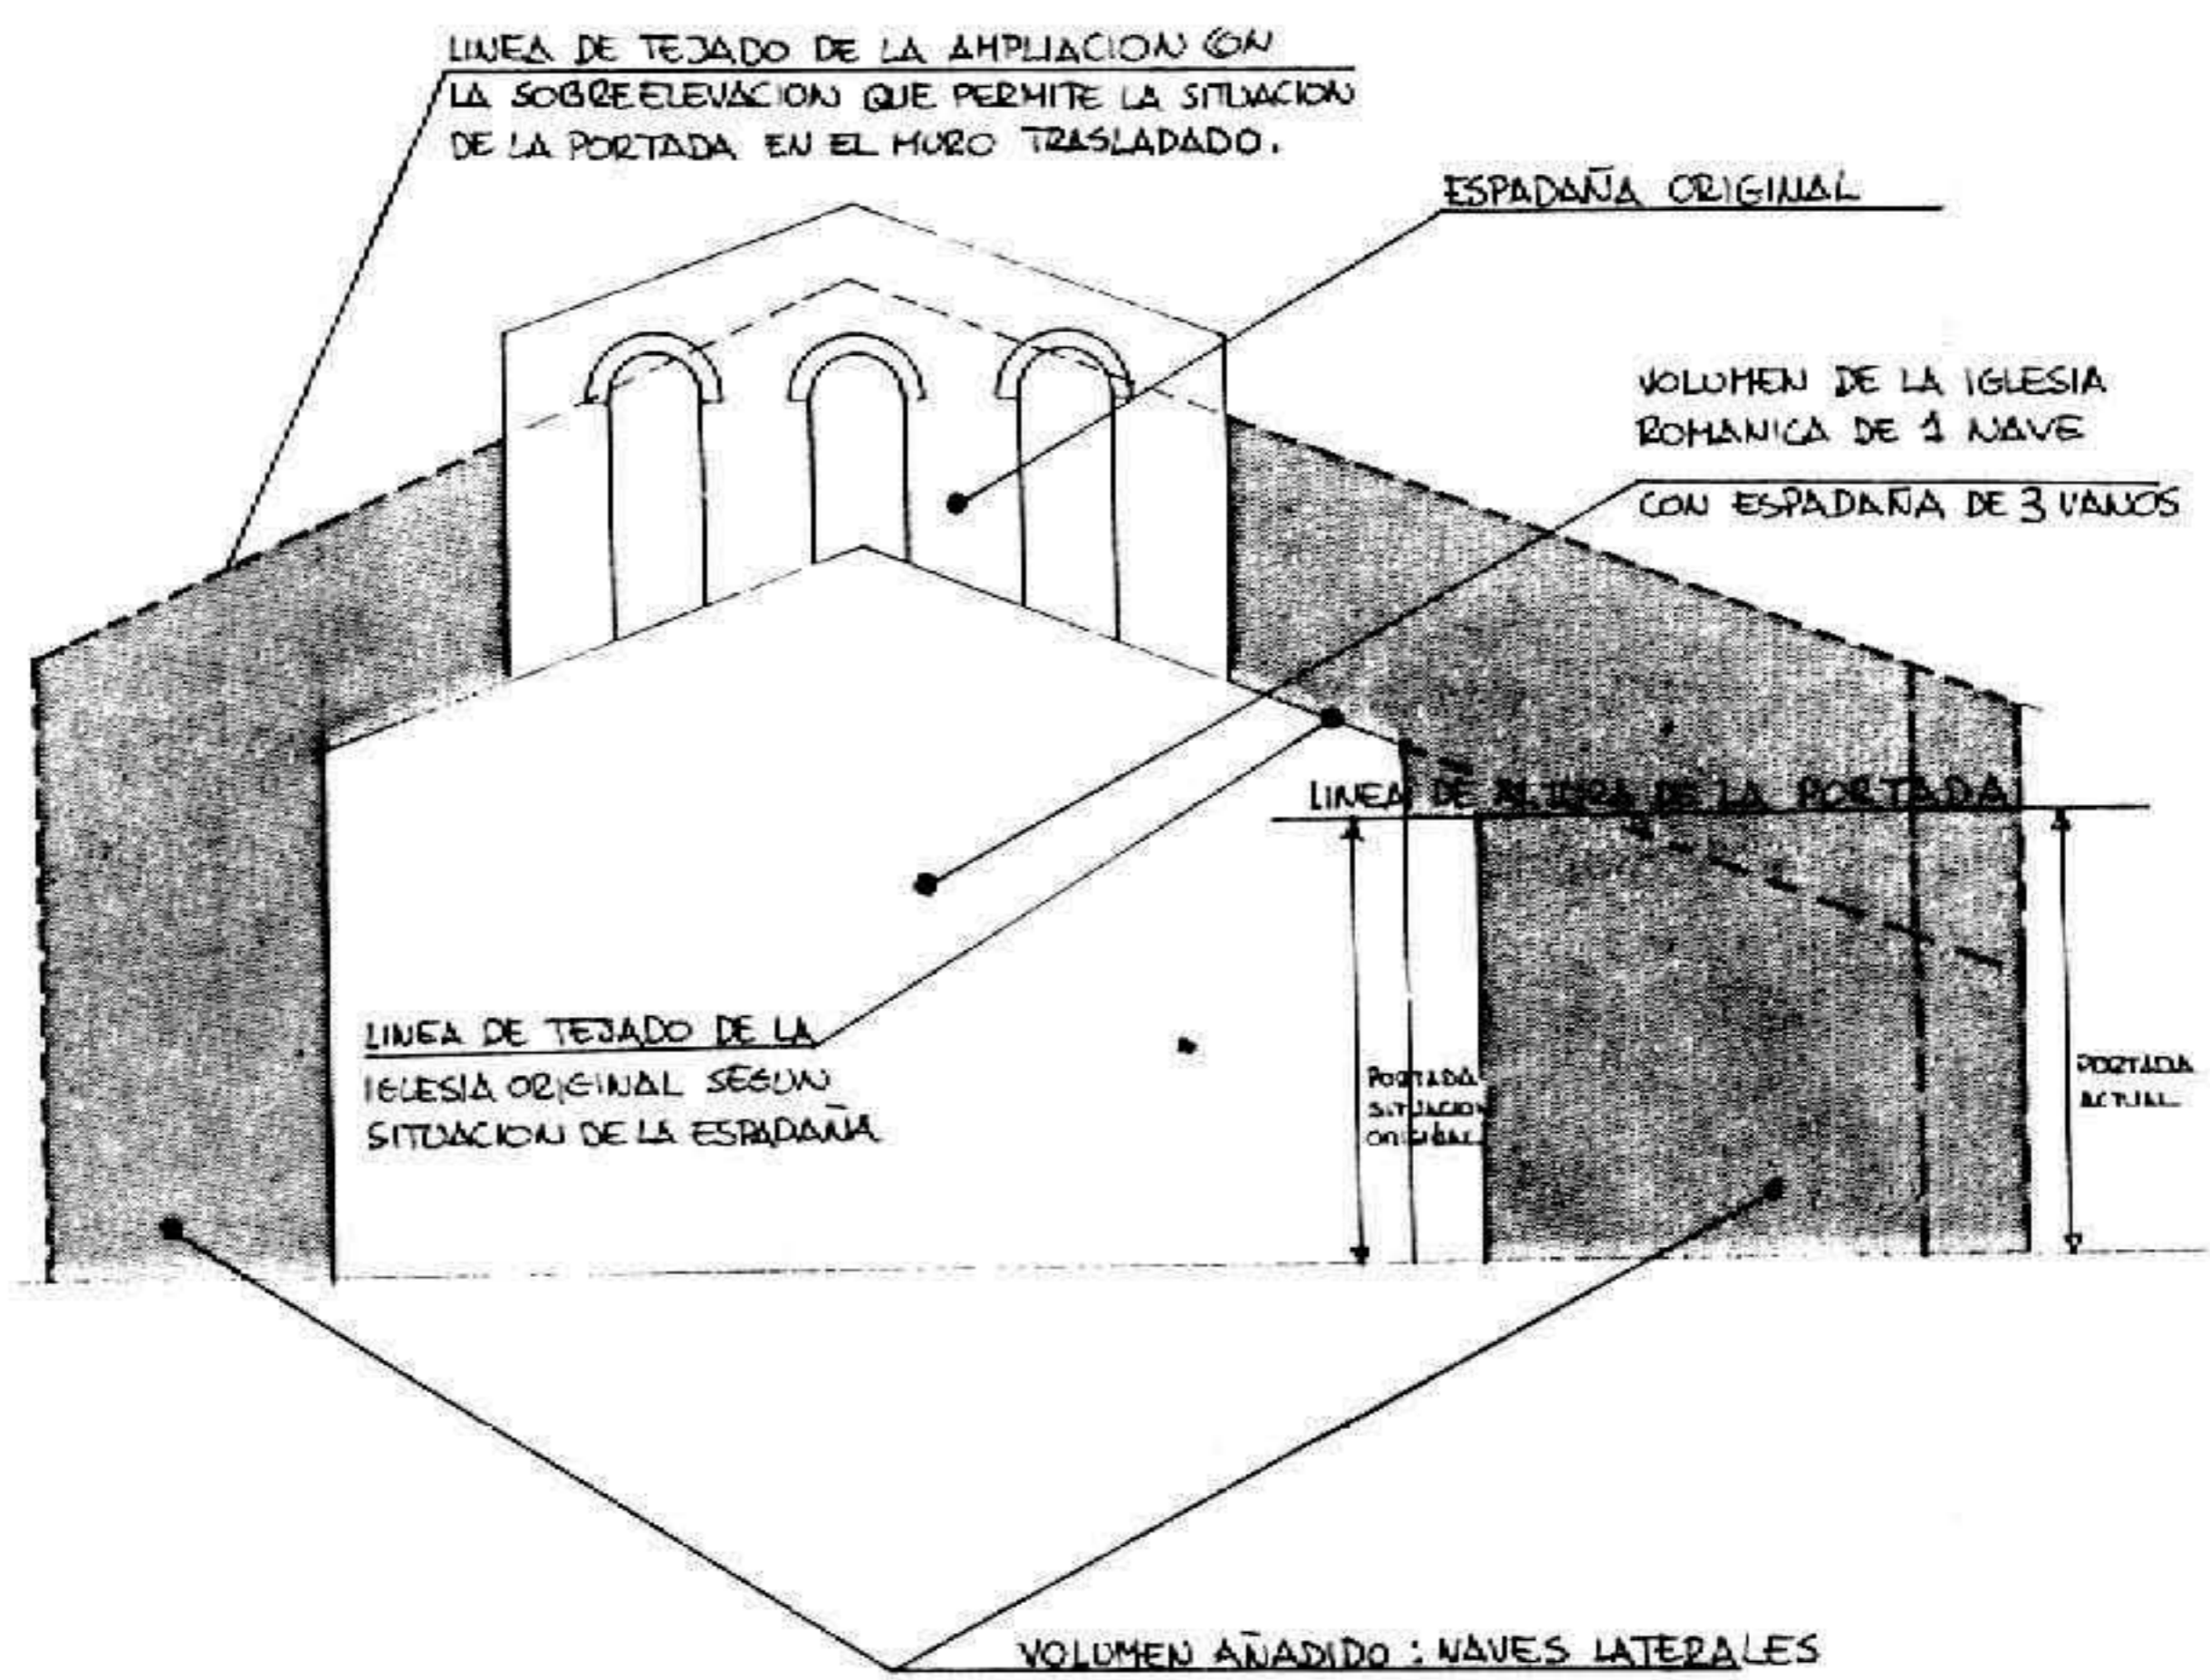 LINEA DE TEJADO DE LA AMPLIACION CON
LA SOBREELEVACION QUE PERMITE LA SITUACION
DE LA PORTADA EN EL MURO TRASLADADO.
ESPADAÑA ORIGINAL
VOLUMEN DE LA IGLESIA
ROMANICA DE 1 NAVE
CON ESPADAÑA DE 3 VANOS
LINEA DE ALTURA DE LA PORTADA
LINEA DE TEJADO DE LA
IGLESIA ORIGINAL SEGUN
SITUACION DE LA ESPADAÑA
PORTADA
SITUACION
ORIGINAL
PORTADA
ACTUAL
VOLUMEN AÑADIDO : NAVES LATERALES